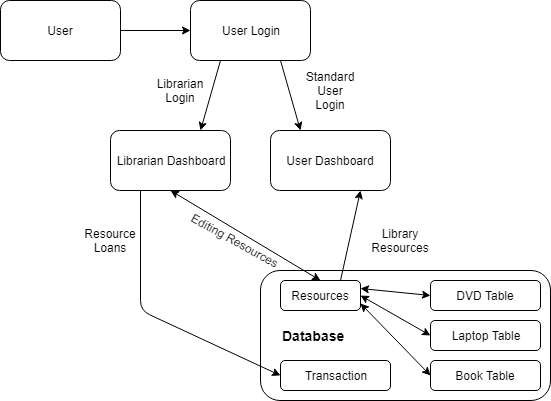 User
User Login
Librarian
Login
Standard
User
Login
Librarian Dashboard
User Dashboard
Resource
Loans
Editing Resources
Library
Resources
Resources
DVD Table
Database
Laptop Table
Transaction
Book Table